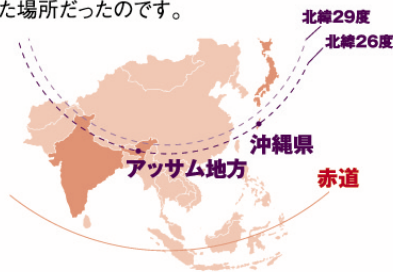 た場所だったのです。
北緯29度
北緯26度
沖縄県
アッサム地方
赤道